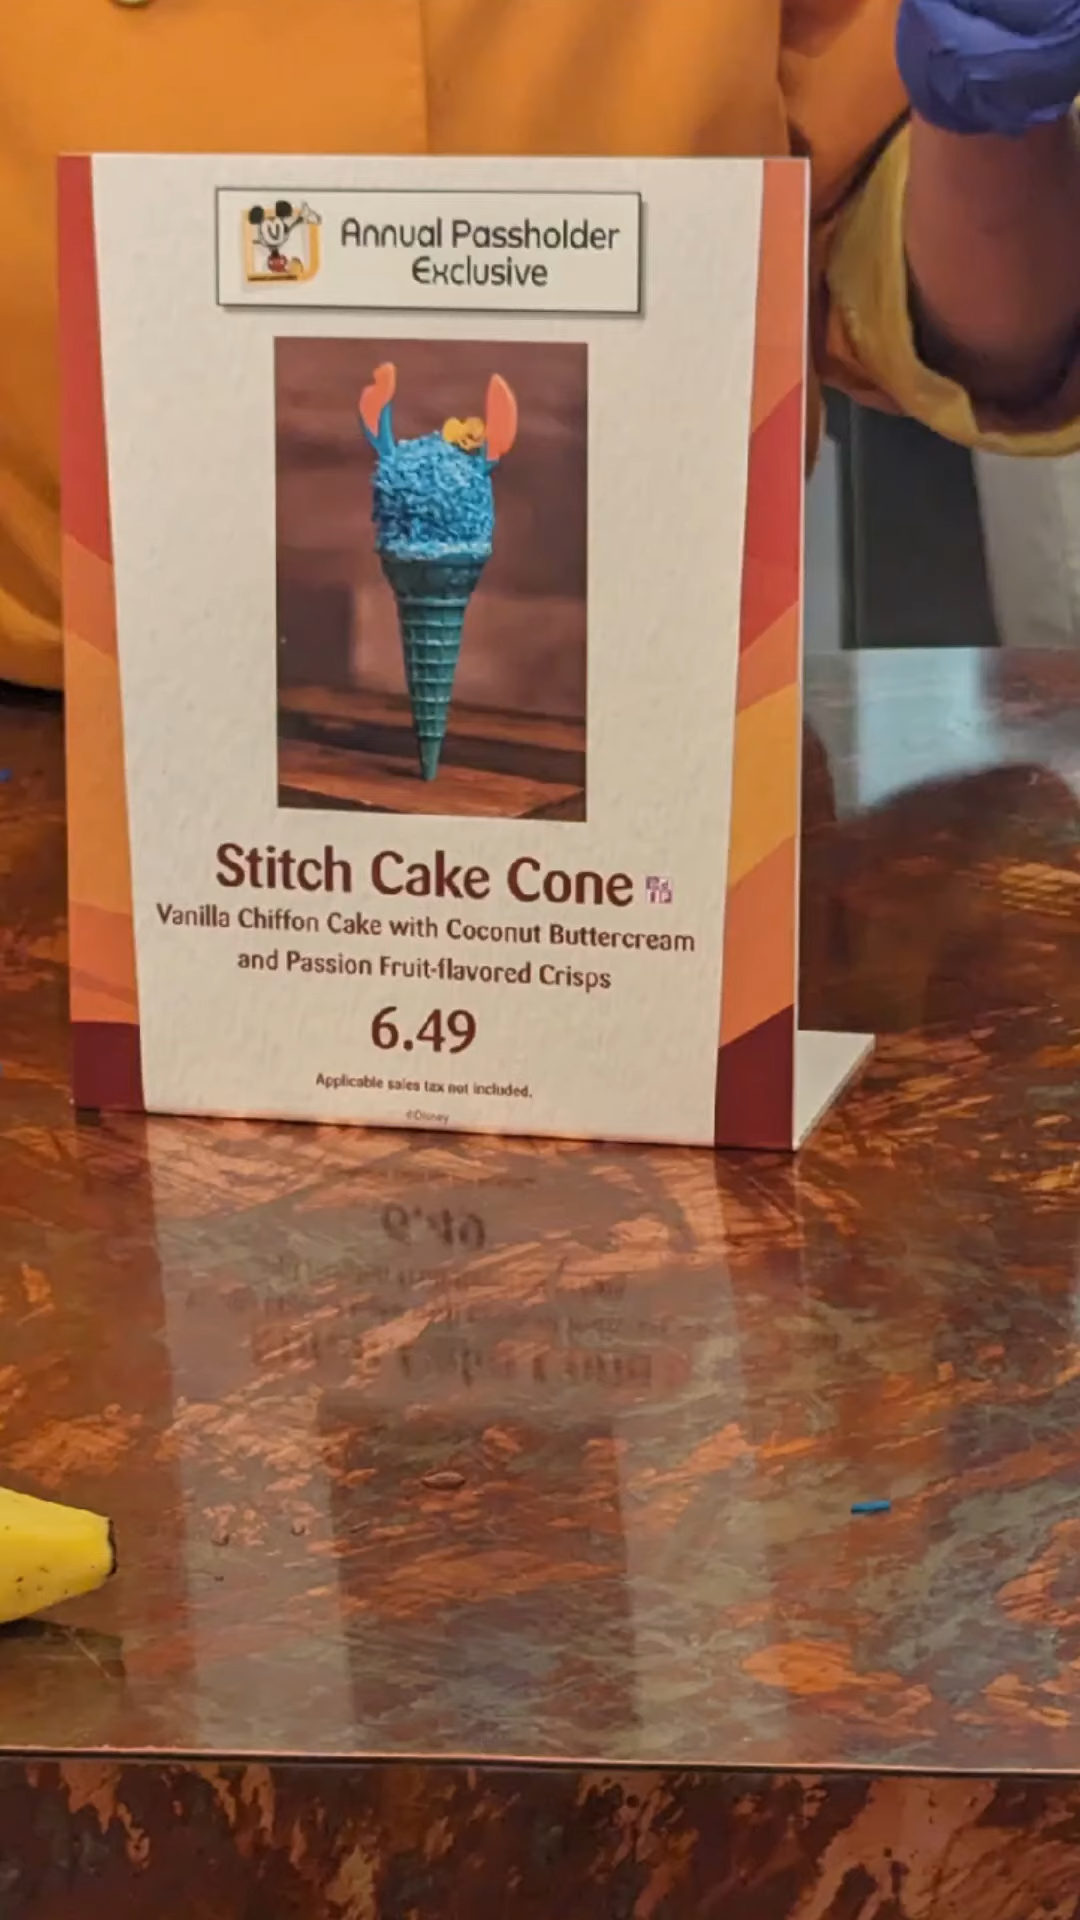 Annual Passholder
Exclusive
Stitch Cake Cone
Vanilla Chiffon Cake with Coconut Buttercream
and Passion Fruit-flavored Crisps
6.49
Applicable sales tax not included.
©Disney